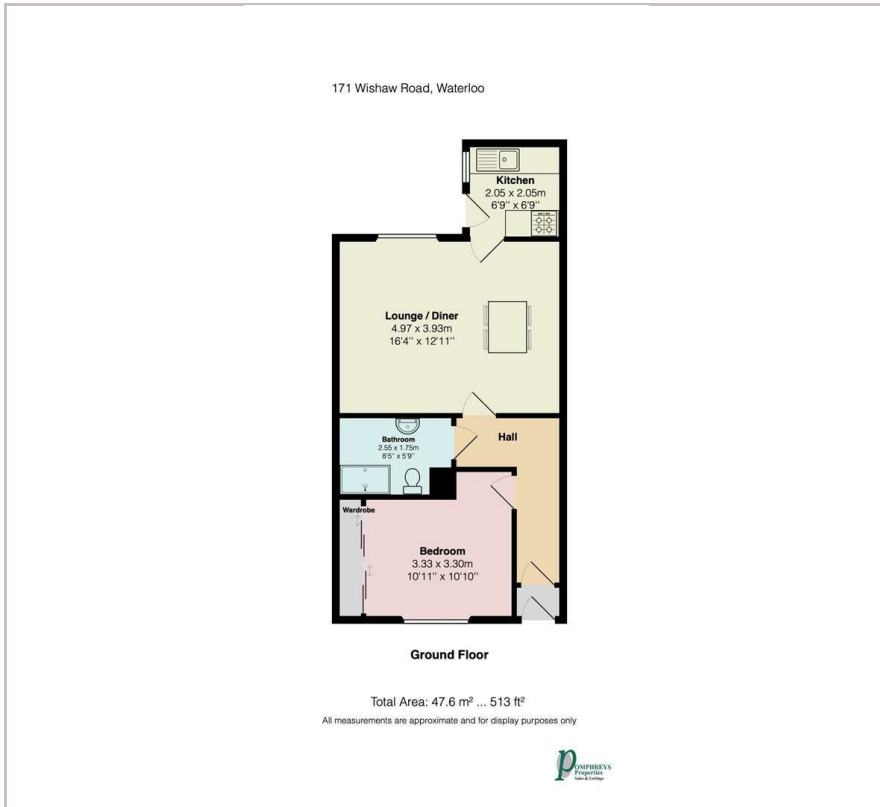 171 Wishaw Road, Waterloo
Kitchen
2.05 x 2.05m
6'9" x 6'9"
Lounge / Diner
4.97 x 3.93m
16'4'' x 12'11''
Hall
Bathroom
2.55 x 1.75m
8'5" x 5'9"
Wardrobe
Bedroom
3.33 x 3.30m
10'11'' x 10'10''
Ground Floor
Total Area: 47.6 m² ... 513 ft²
All measurements are approximate and for display purposes only
POMPHREYS
Properties
Sales & Lettings